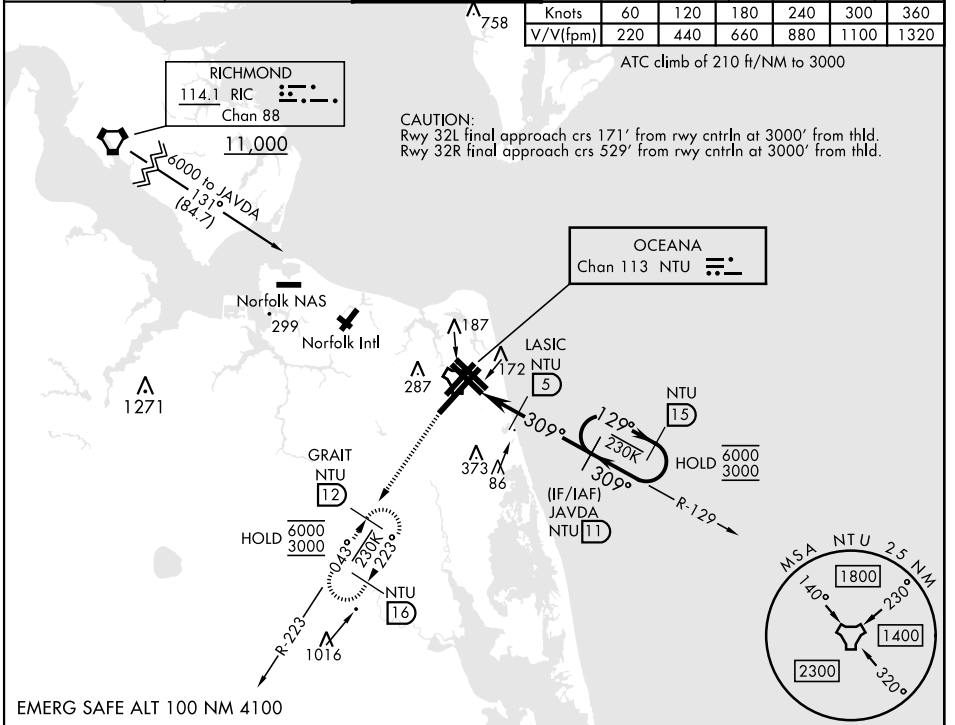 758
Knots 60 120 180 240 300 360
V/V(fpm) 220 440 660 880 1100 1320
ATC climb of 210 ft/NM to 3000
RICHMOND
114.1 RIC
Chan 88
11,000
CAUTION:
Rwy 32L final approach crs 171' from rwy cntrln at 3000' from thld.
Rwy 32R final approach crs 529' from rwy cntrln at 3000' from thld.
6000 to JAVDA
131°
(84.7)
OCEANA
Chan 113 NTU
Norfolk NAS
299
Norfolk Intl
187
LASIC
NTU
5
172
287
1271
NTU
15
129°
230K
309°
309°
HOLD 6000
3000
373
86
(IF/IAF)
JAVDA
NTU 11
R-129
GRAIT
NTU
12
HOLD 6000
3000
043°
230K
223°
NTU
16
R-223
1016
MSA NTU 25 NM
1800
140°
230°
1400
2300
320°
EMERG SAFE ALT 100 NM 4100